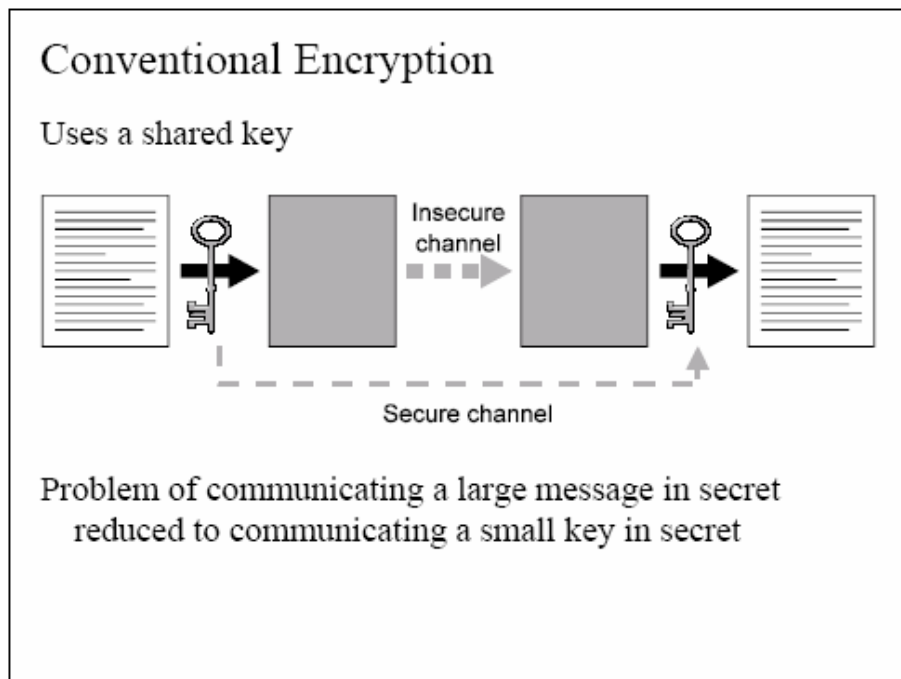 Conventional Encryption
Uses a shared key
Insecure
channel
Secure channel
Problem of communicating a large message in secret
reduced to communicating a small key in secret